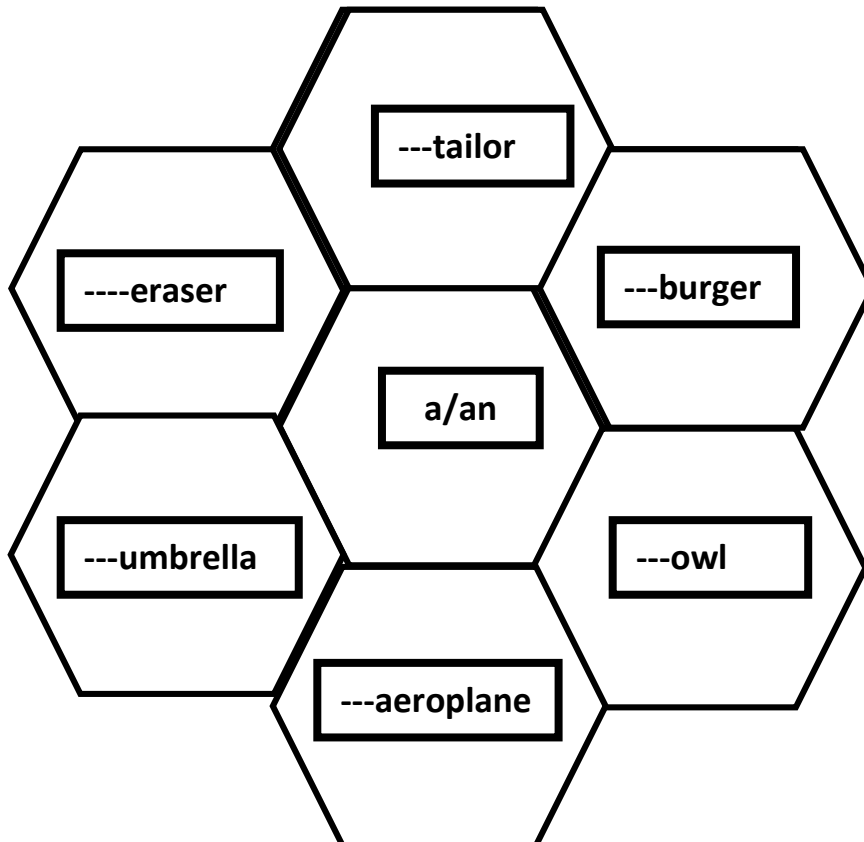 ---tailor
----eraser
---burger
a/an
---umbrella
---owl
---aeroplane